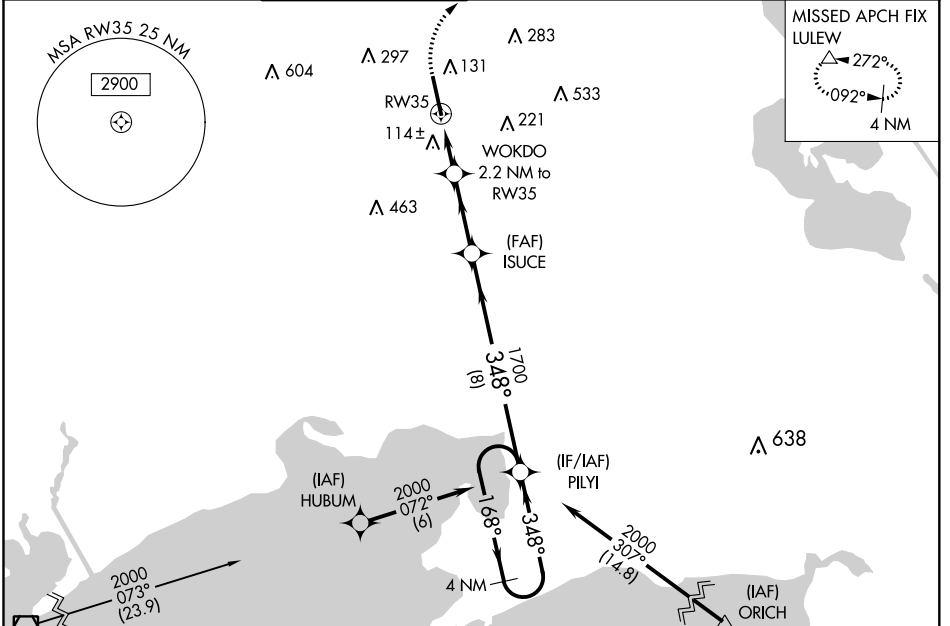 MSA RW35 25 NM
2900
604
297
283
131
533
RW35
221
114±
WOKDO
2.2 NM to
RW35
463
(FAF)
ISUCE
1700
348°
(8)
MISSED APCH FIX
LULEW
272°
092°
4 NM
638
(IF/IAF)
PILYI
(IAF)
HUBUM
2000
072°
(6)
168°
348°
4 NM
2000
307°
(14.8)
(IAF)
ORICH
2000
073°
(23.9)